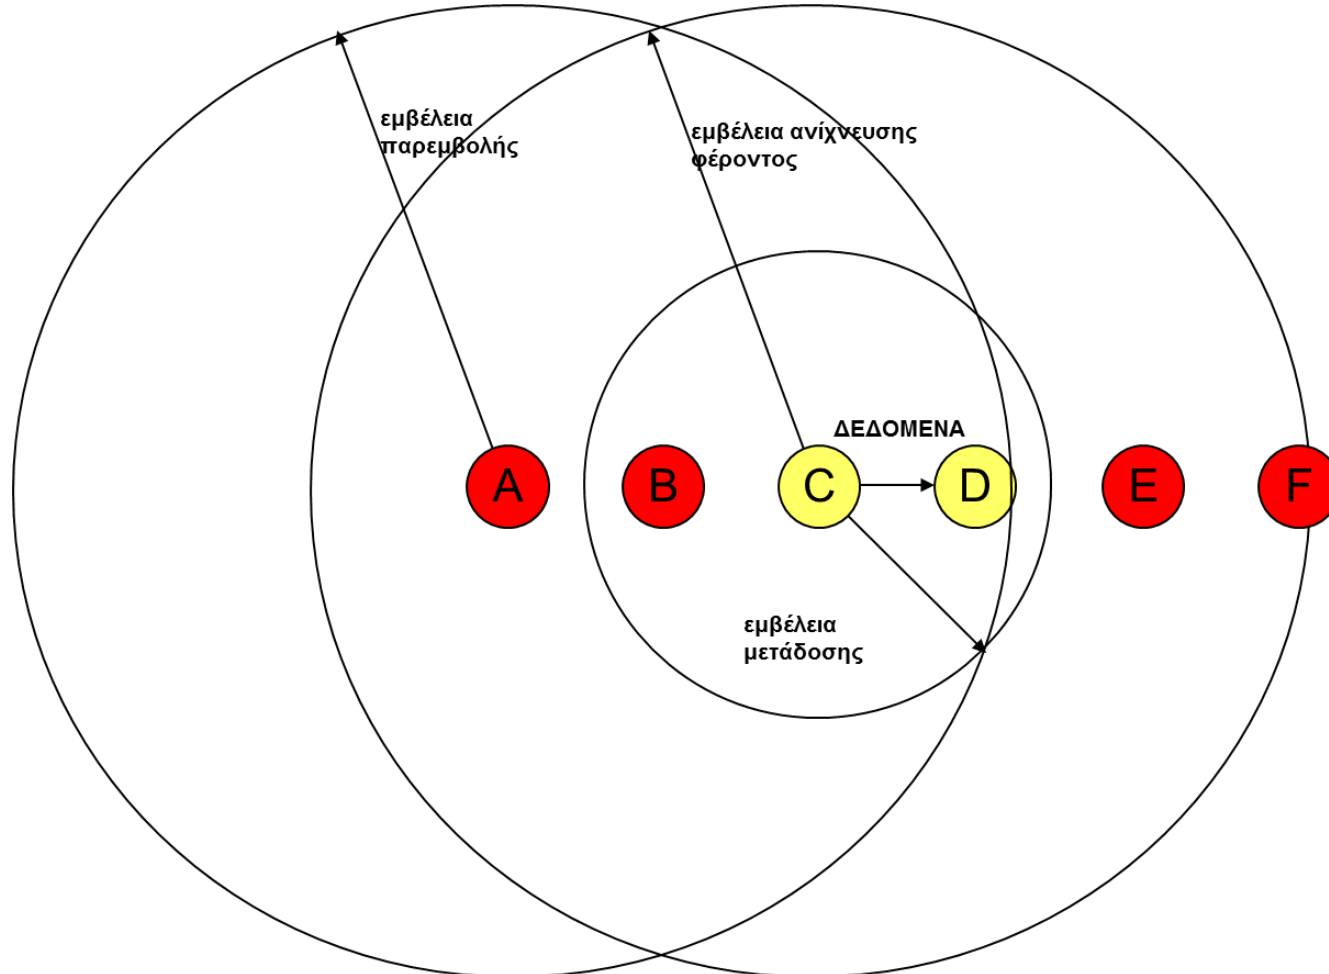 εμβέλεια
παρεμβολής
εμβέλεια ανίχνευσης
φέροντος
ΔΕΔΟΜΕΝΑ
A B C D E F
εμβέλεια
μετάδοσης